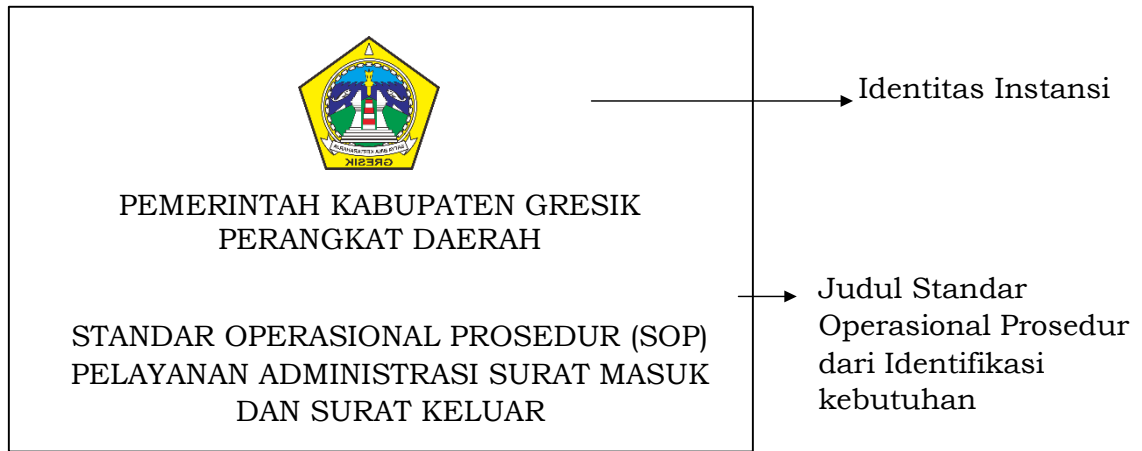 GRESIK
PEMERINTAH KABUPATEN GRESIK
PERANGKAT DAERAH
STANDAR OPERASIONAL PROSEDUR (SOP)
PELAYANAN ADMINISTRASI SURAT MASUK
DAN SURAT KELUAR
Identitas Instansi
Judul Standar
Operasional Prosedur
dari Identifikasi
kebutuhan